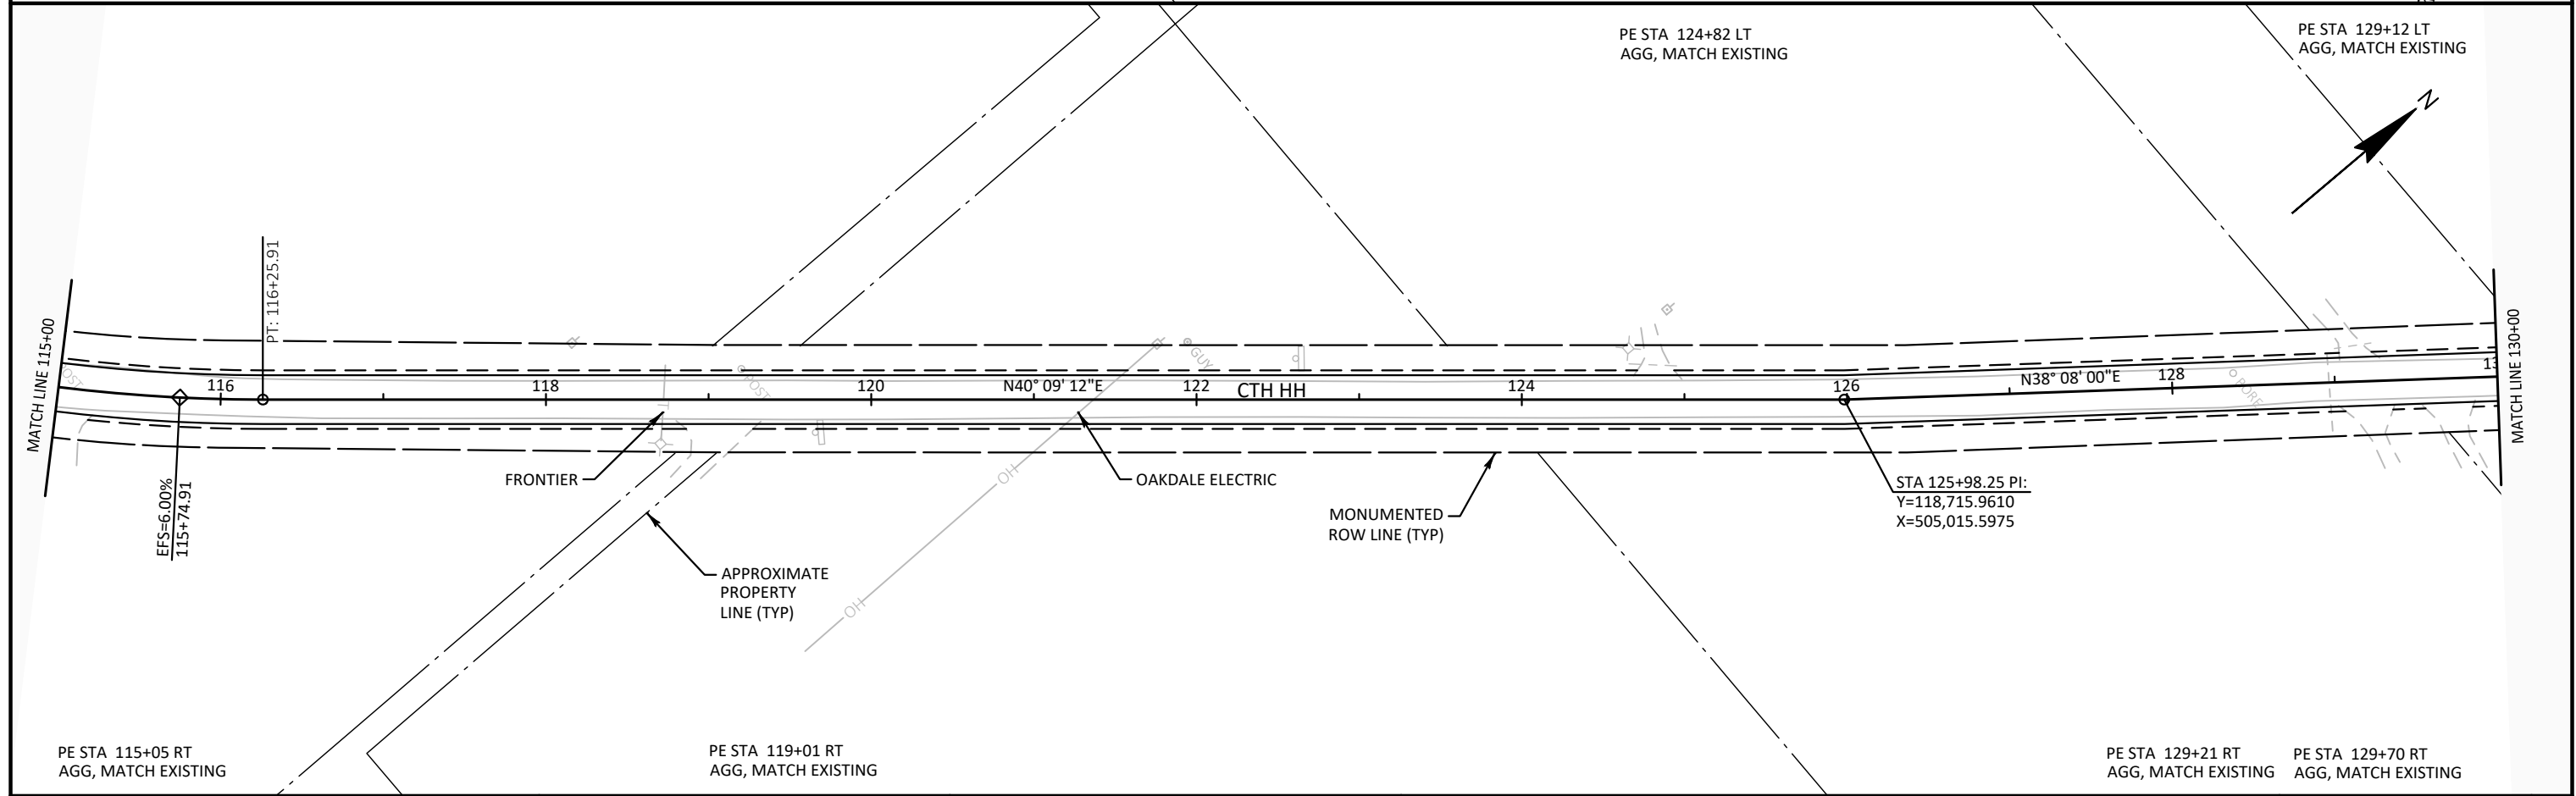 PE STA 124+82 LT
AGG, MATCH EXISTING
PE STA 129+12 LT
AGG, MATCH EXISTING
N
MATCH LINE 115+00
PT: 116+25.91
EFS=6.00%
115+74.91
116
118
120
N40° 09' 12"E
122
CTH HH
124
126
N38° 08' 00"E
128
13
MATCH LINE 130+00
OST
POST
GUY
OH
OH
FRONTIER
OAKDALE ELECTRIC
MONUMENTED
ROW LINE (TYP)
STA 125+98.25 PI:
Y=118,715.9610
X=505,015.5975
APPROXIMATE
PROPERTY
LINE (TYP)
PE STA 115+05 RT
AGG, MATCH EXISTING
PE STA 119+01 RT
AGG, MATCH EXISTING
PE STA 129+21 RT
AGG, MATCH EXISTING
PE STA 129+70 RT
AGG, MATCH EXISTING